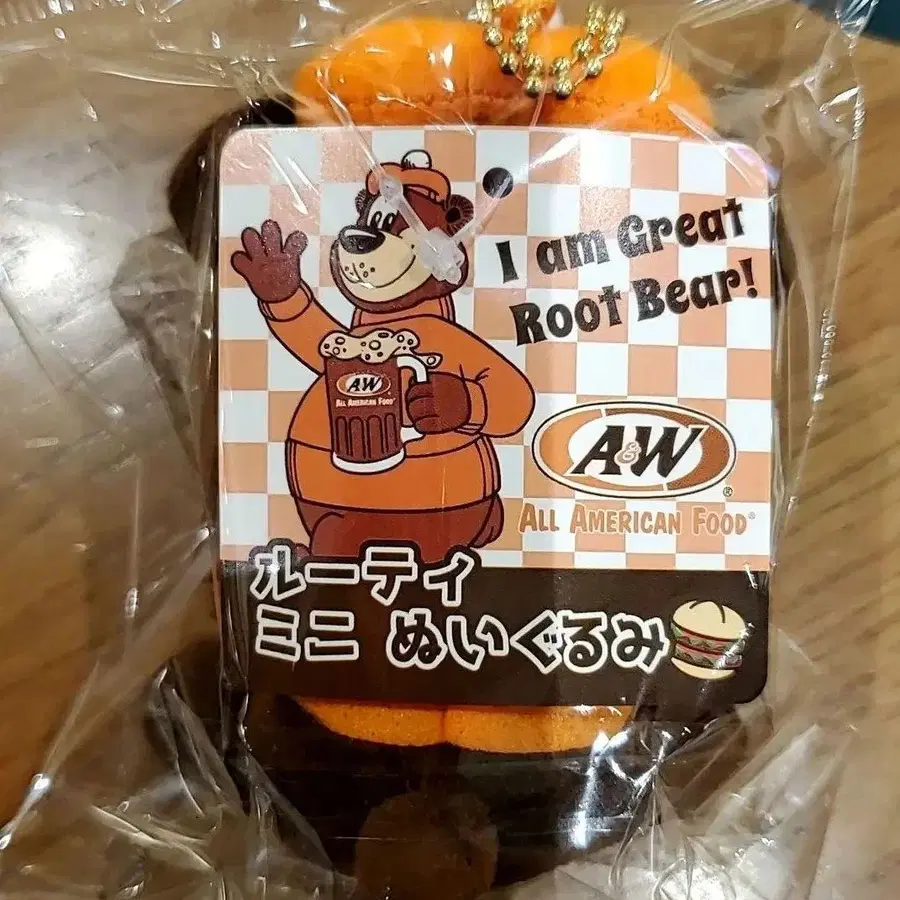 I am Great
Root Bear!
A&W
ALL AMERICAN FOOD
A&W®
ALL AMERICAN FOOD®
ルーティ
ミニ ぬいぐるみ